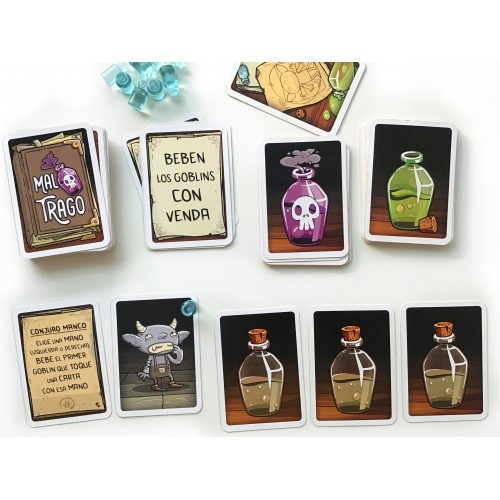 MAL
TRAGO
BEBEN
LOS GOBLINS
CON
VENDA
CONJURO MANCO
ELIGE UNA MANO
(IZQUIERDA O DERECHA)
BEBE EL PRIMER
GOBLIN QUE TOQUE
UNA CARTA
CON ESA MANO